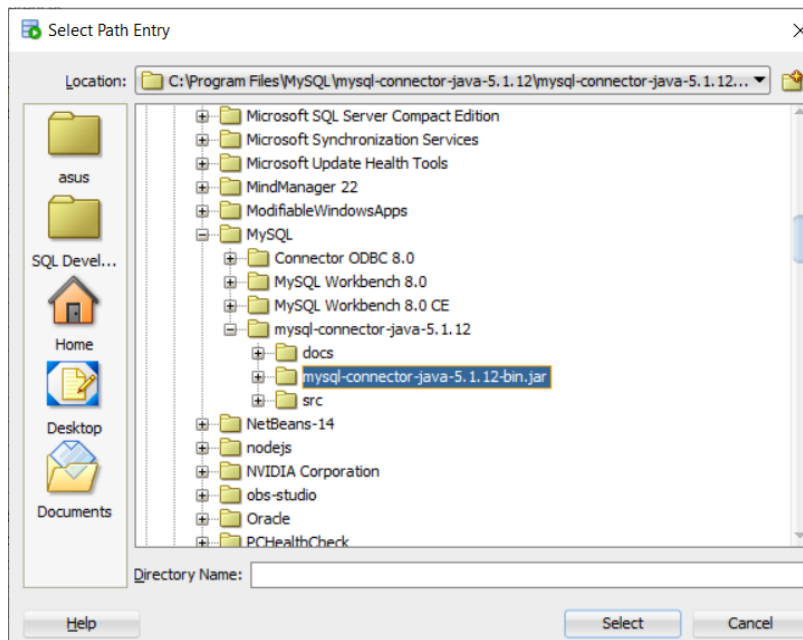 Select Path Entry
Location: C:\Program Files\MySQL\mysql-connector-java-5.1.12\mysql-connector-java-5.1.12...
asus
SQL Devel...
Home
Desktop
Documents
Microsoft SQL Server Compact Edition
Microsoft Synchronization Services
Microsoft Update Health Tools
MindManager 22
ModifiableWindowsApps
MySQL
Connector ODBC 8.0
MySQL Workbench 8.0
MySQL Workbench 8.0 CE
mysql-connector-java-5.1.12
docs
mysql-connector-java-5.1.12-bin.jar
src
NetBeans-14
nodejs
NVIDIA Corporation
obs-studio
Oracle
PCHealthCheck
Directory Name:
Help
Select
Cancel